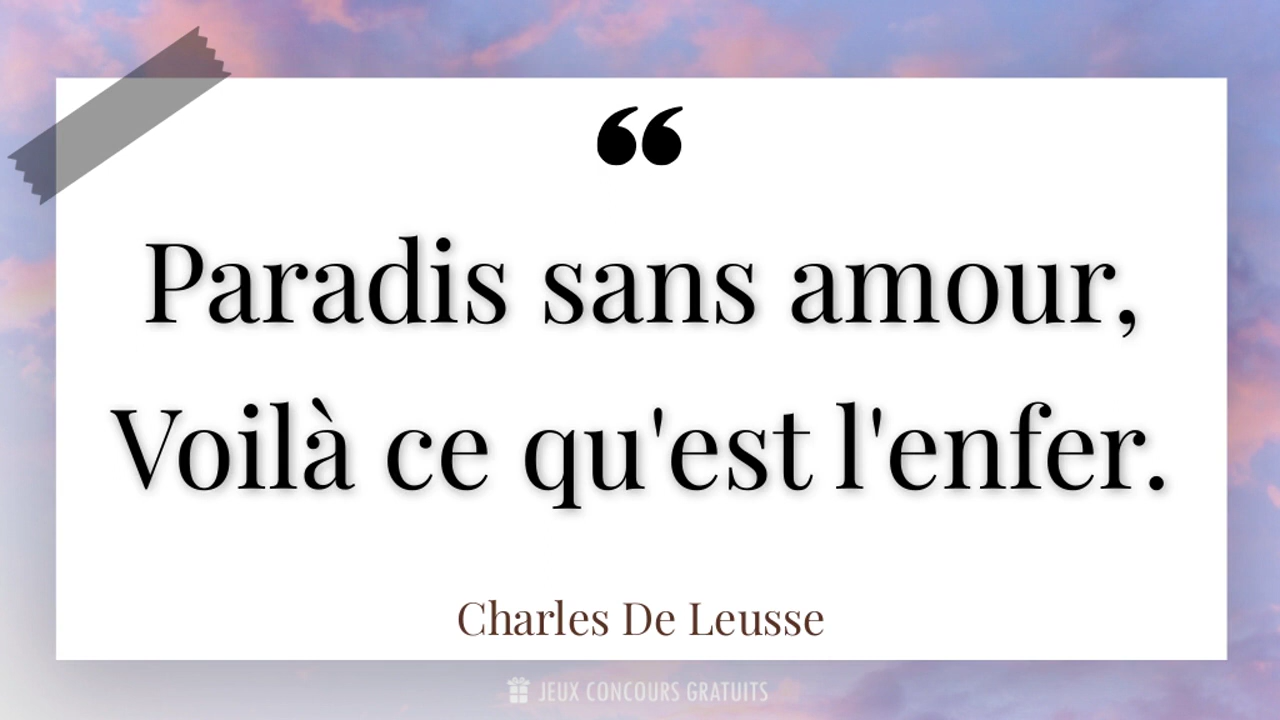 “
Paradis sans amour,
Voilà ce qu'est l'enfer.
Charles De Leusse
JEUX CONCOURS GRATUITS